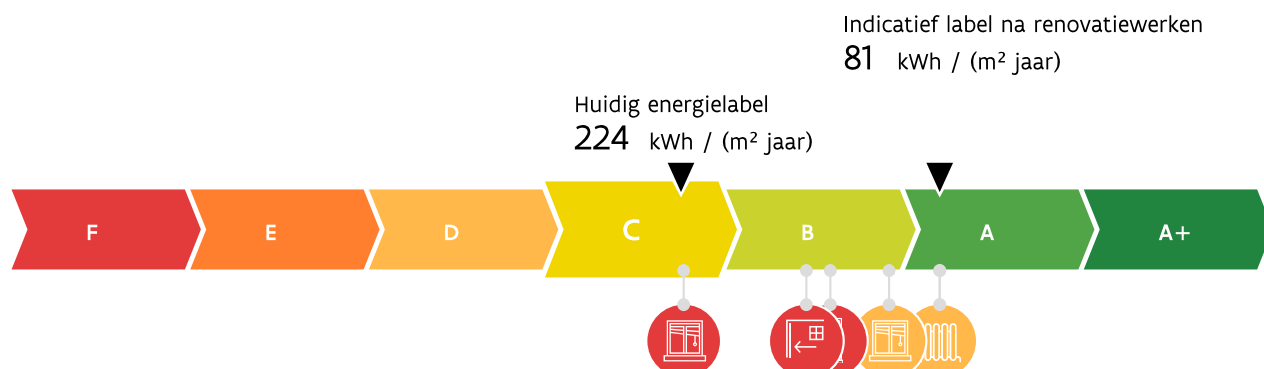 Indicatief label na renovatiewerken
81 kWh / (m² jaar)
Huidig energielabel
224 kWh / (m² jaar)
F E D C B A A+